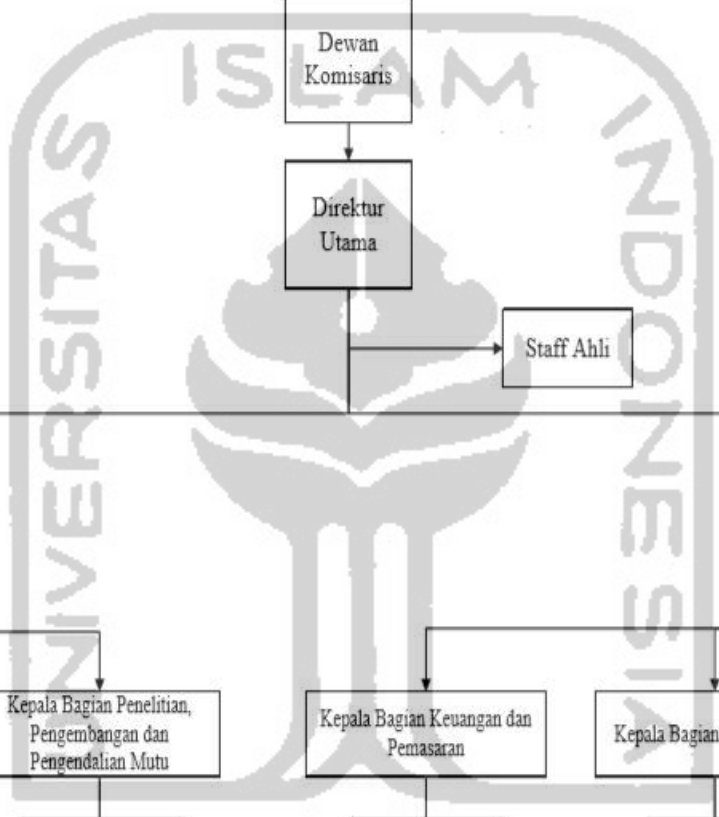 UNIVERSITAS ISLAM INDONESIA
Dewan
Komisaris
Direktur
Utama
Staff Ahli
Kepala Bagian Penelitian,
Pengembangan dan
Pengendalian Mutu
Kepala Bagian Keuangan dan
Pemasaran
Kepala Bagian